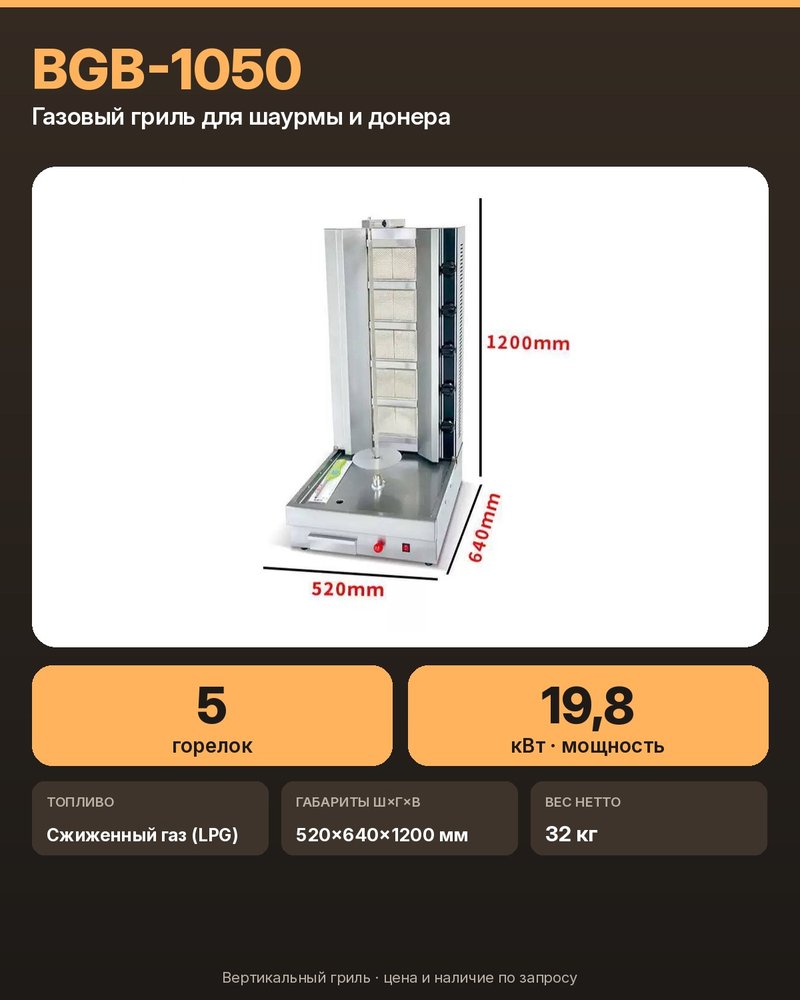 BGB-1050
Газовый гриль для шаурмы и донера
1200mm
640mm
520mm
5
горелок
19,8
кВт · мощность
ТОПЛИВО
Сжиженный газ (LPG)
ГАБАРИТЫ Ш×Г×В
520×640×1200 мм
ВЕС НЕТТО
32 кг
Вертикальный гриль · цена и наличие по запросу